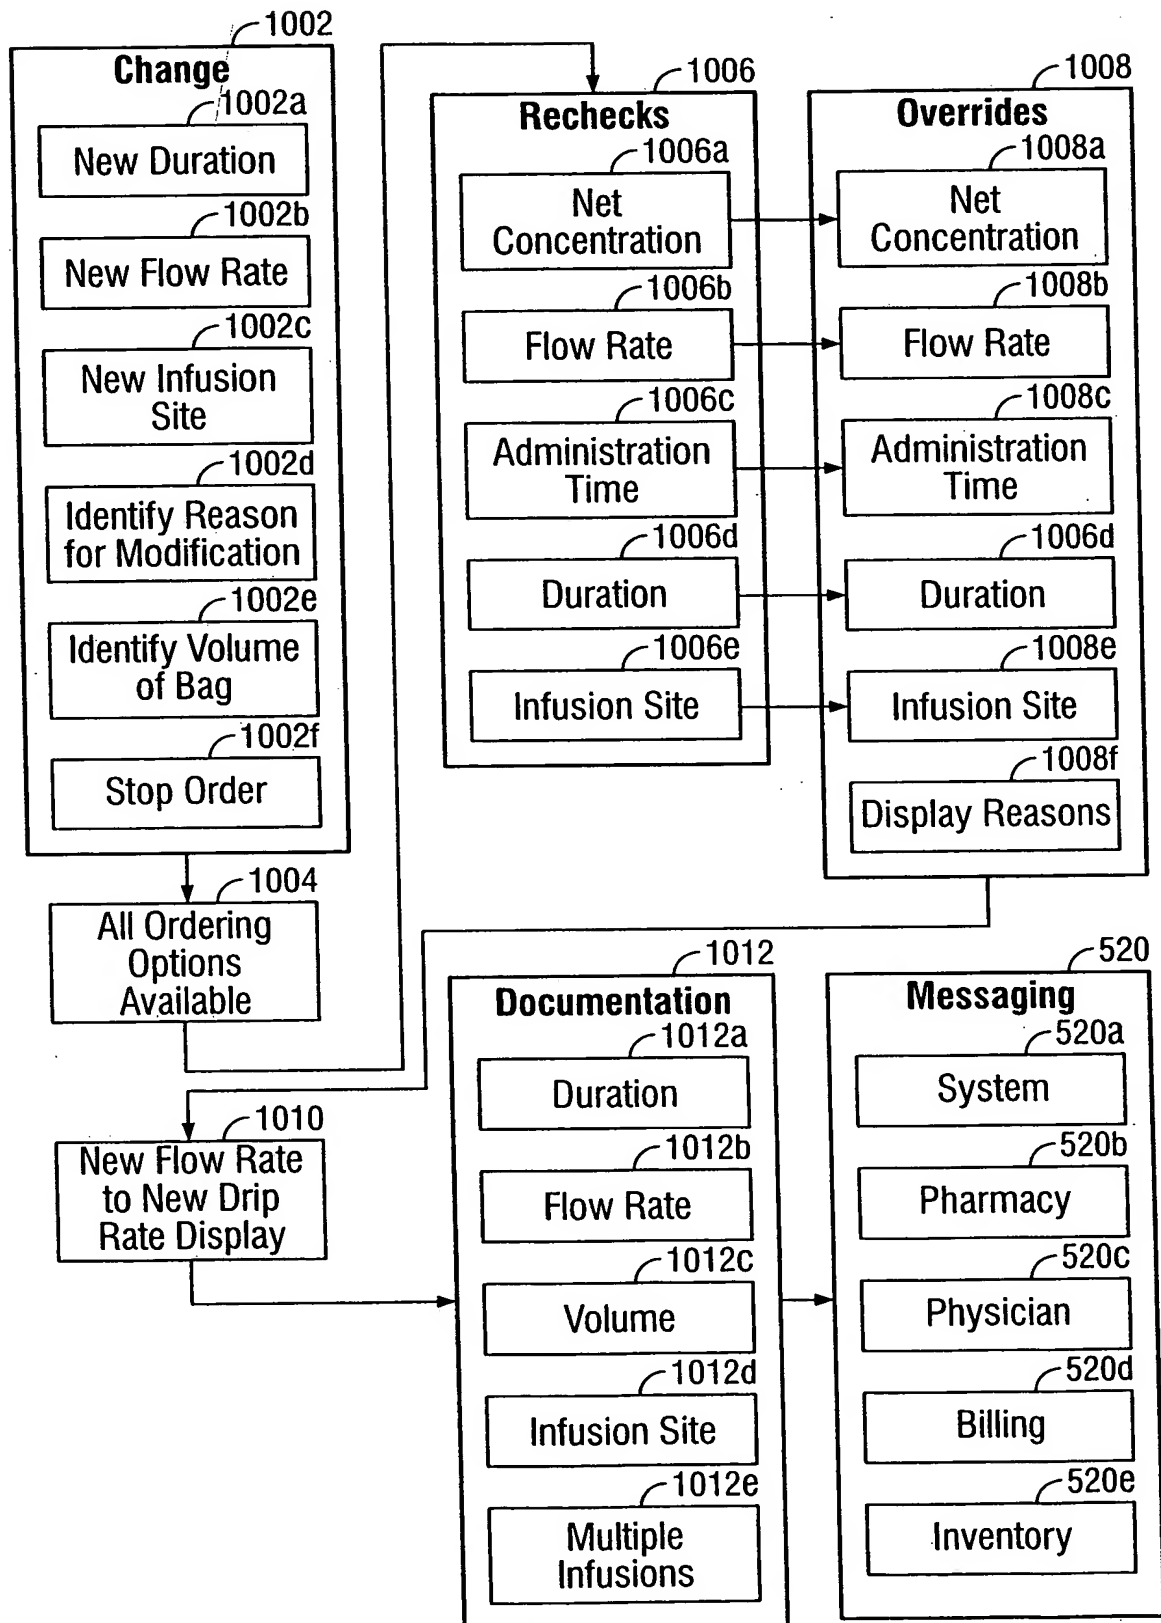 1002
Change
1002a
New Duration
1002b
New Flow Rate
1002c
New Infusion
Site
1002d
Identify Reason
for Modification
1002e
Identify Volume
of Bag
1002f
Stop Order
1004
All Ordering
Options
Available
1006
Rechecks
1006a
Net
Concentration
1006b
Flow Rate
1006c
Administration
Time
1006d
Duration
1006e
Infusion Site
1008
Overrides
1008a
Net
Concentration
1008b
Flow Rate
1008c
Administration
Time
1006d
Duration
1008e
Infusion Site
1008f
Display Reasons
1010
New Flow Rate
to New Drip
Rate Display
1012
Documentation
1012a
Duration
1012b
Flow Rate
1012c
Volume
1012d
Infusion Site
1012e
Multiple
Infusions
520
Messaging
520a
System
520b
Pharmacy
520c
Physician
520d
Billing
520e
Inventory